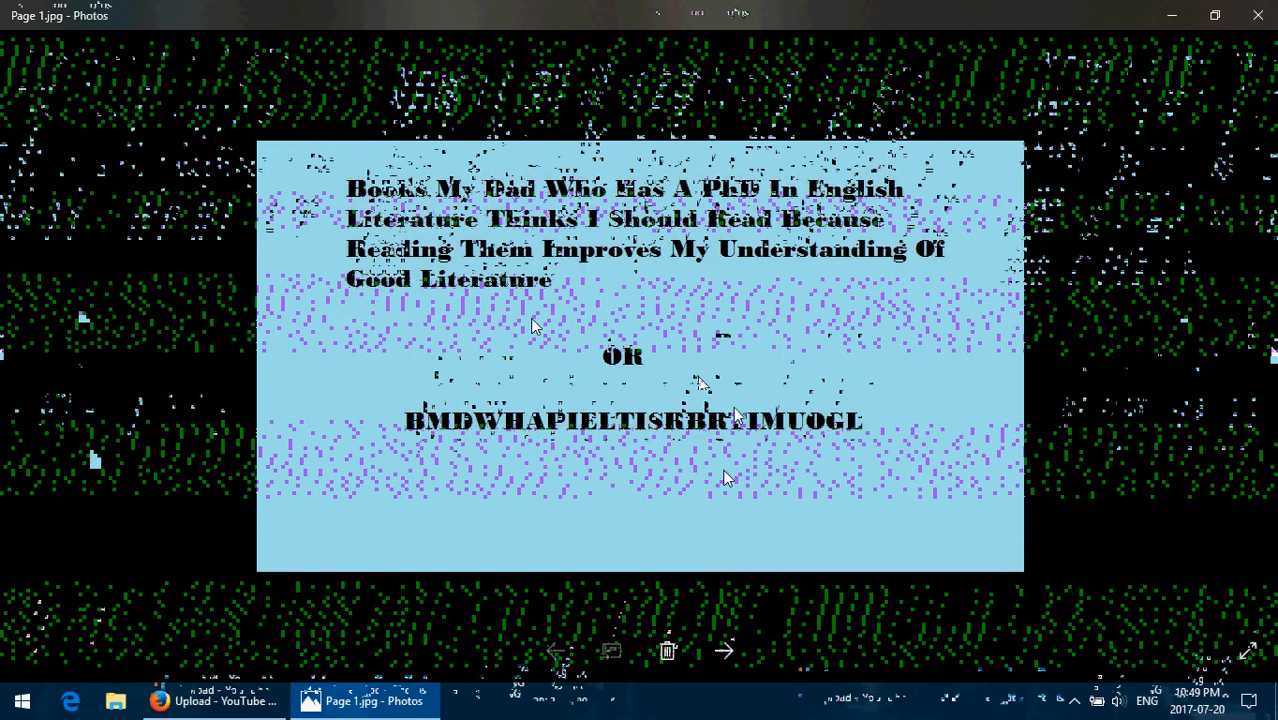 Page 1.jpg - Photos
Books My Dad Who Has A PhD In English
Literature Thinks I Should Read Because
Reading Them Improves My Understanding Of
Good Literature
OR
BMDWHAPIELTISRBR IMUOGL
Upload - YouTube ...
Page 1.jpg - Photos
ENG
10:49 PM
2017-07-20